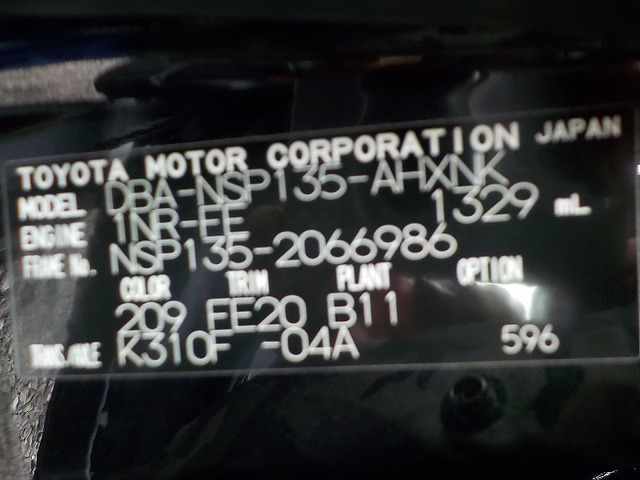 TOYOTA MOTOR CORPORATION JAPAN
MODEL DBA-NSP135-AHXNK
ENGINE 1NR-FE 1329 mL
FRAME No. NSP135-2066986
COLOR TRIM PLANT OPTION
209 EE20 B11
TRANS./AXLE K310F -04A 596